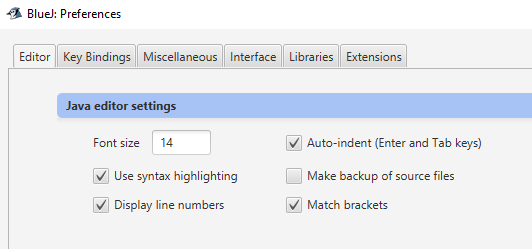 BlueJ: Preferences
Editor Key Bindings Miscellaneous Interface Libraries Extensions
Java editor settings
Font size 14 Auto-indent (Enter and Tab keys)
Use syntax highlighting Make backup of source files
Display line numbers Match brackets